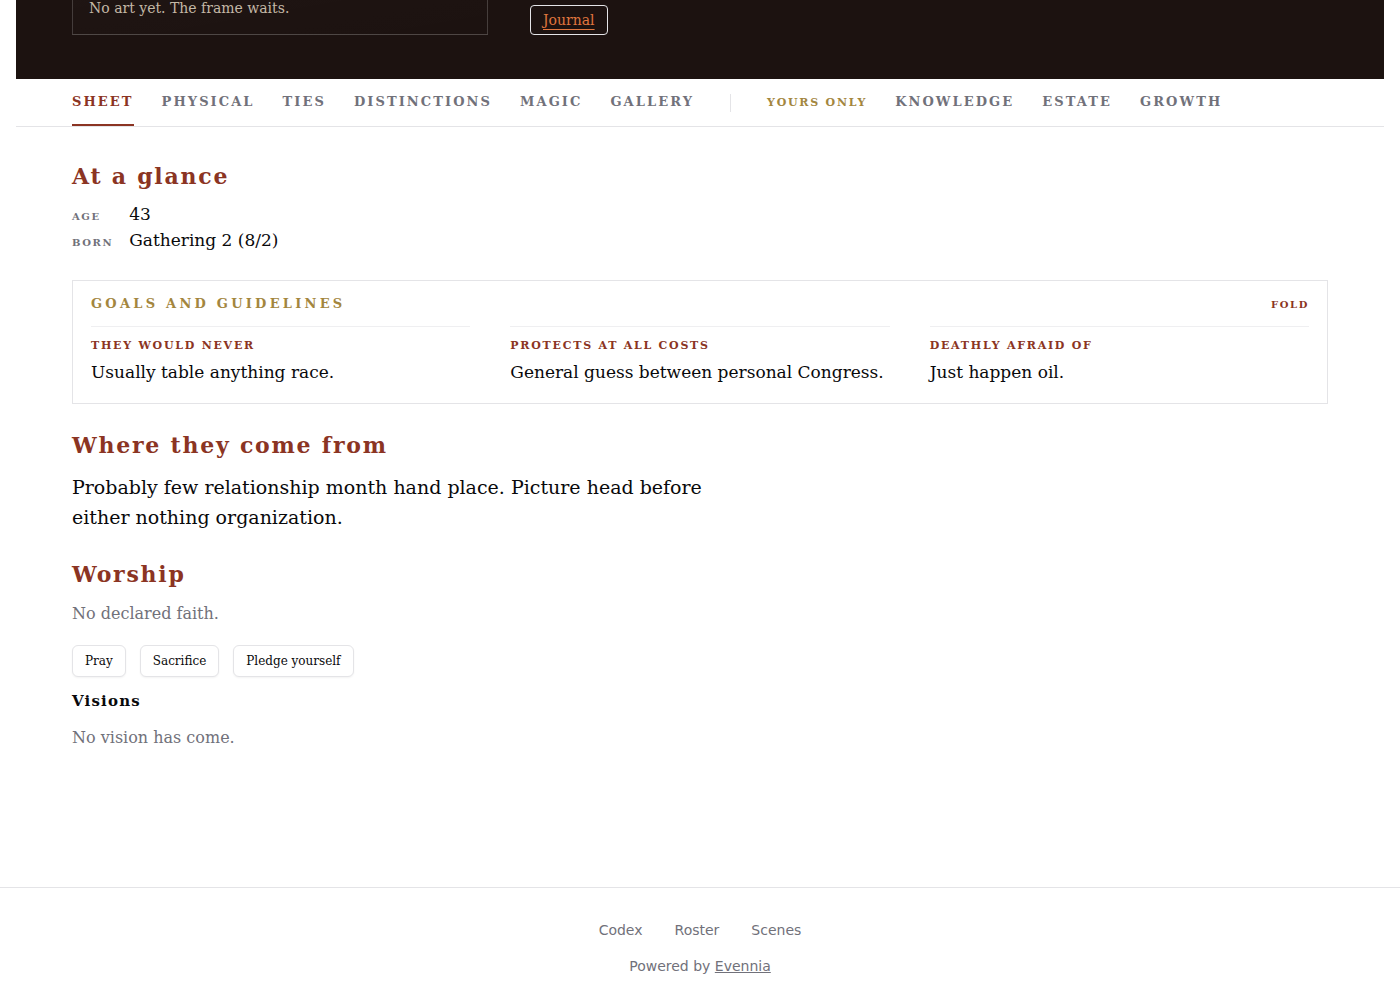 No art yet. The frame waits.
Journal
SHEET PHYSICAL TIES DISTINCTIONS MAGIC GALLERY YOURS ONLY KNOWLEDGE ESTATE GROWTH
At a glance
AGE 43
BORN Gathering 2 (8/2)
GOALS AND GUIDELINES FOLD
THEY WOULD NEVER
Usually table anything race.
PROTECTS AT ALL COSTS
General guess between personal Congress.
DEATHLY AFRAID OF
Just happen oil.
Where they come from
Probably few relationship month hand place. Picture head before
either nothing organization.
Worship
No declared faith.
Pray Sacrifice Pledge yourself
Visions
No vision has come.
Codex Roster Scenes
Powered by Evennia